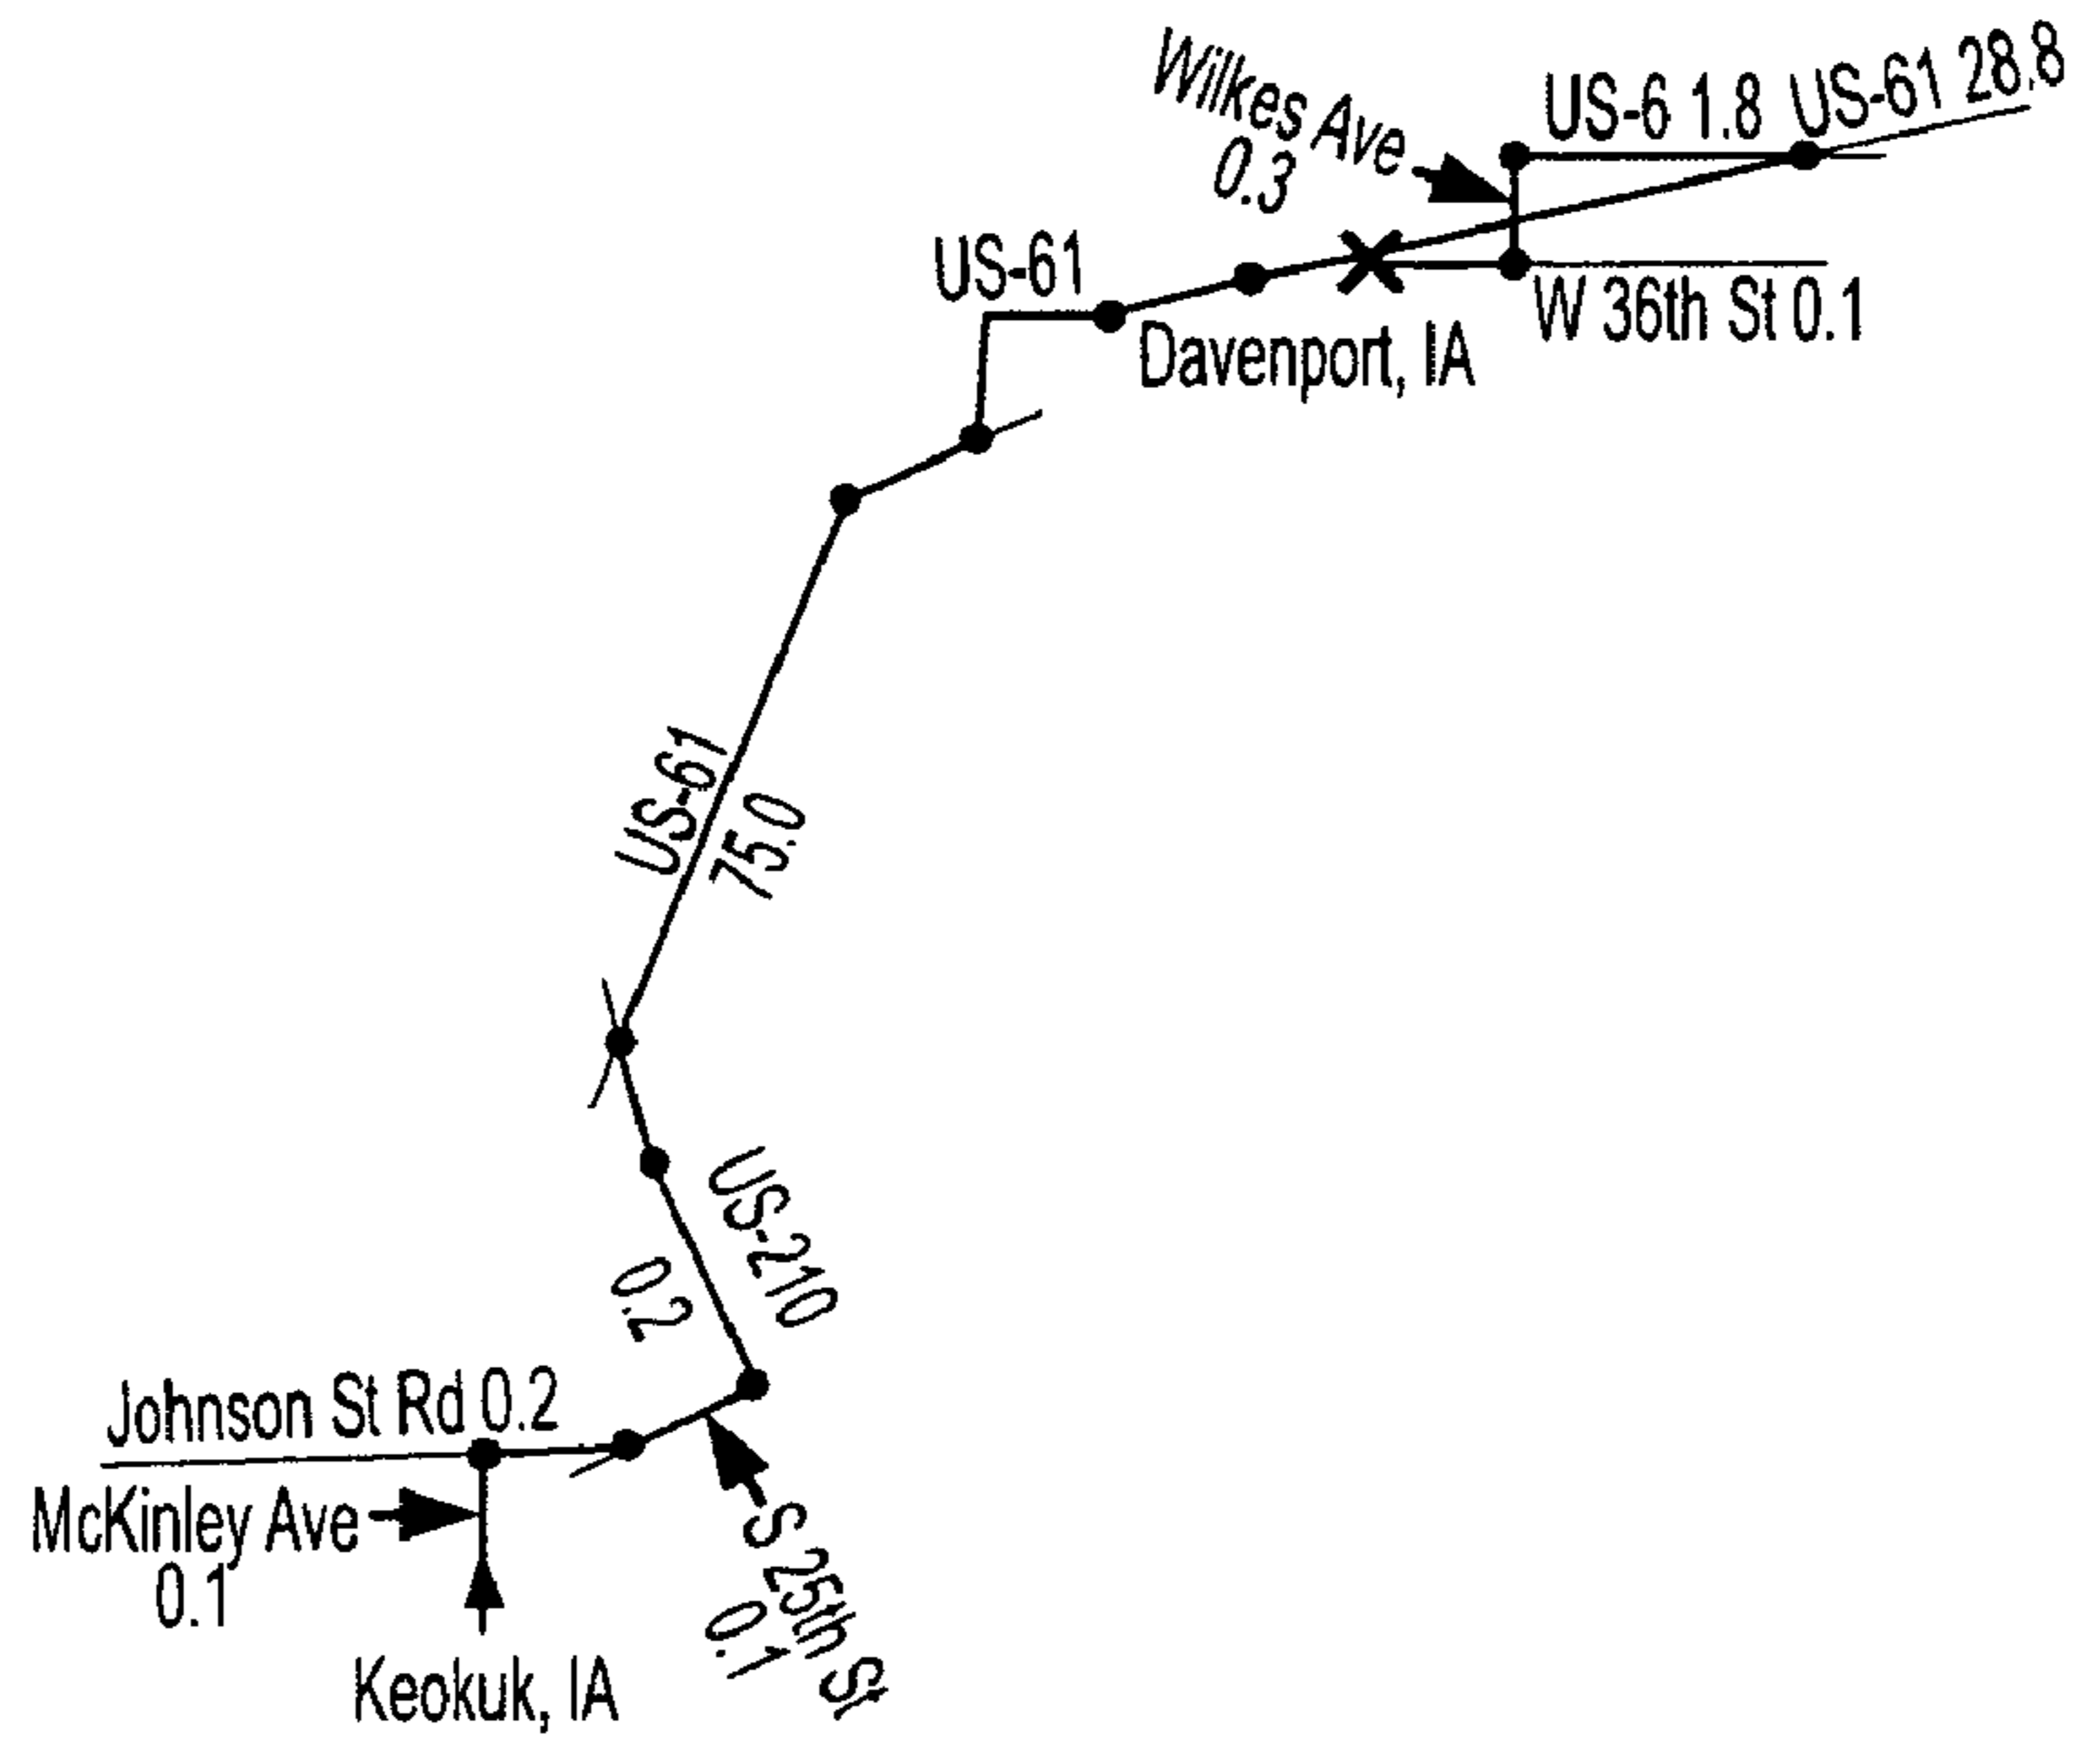 Wilkes Ave
0.3
US-6 1.8
US-61 28.8
US-61
W 36th St 0.1
Davenport, IA
US-61
75.0
US-210
0.2
Johnson St Rd 0.2
McKinley Ave
0.1
S 25th St
0.1
Keokuk, IA